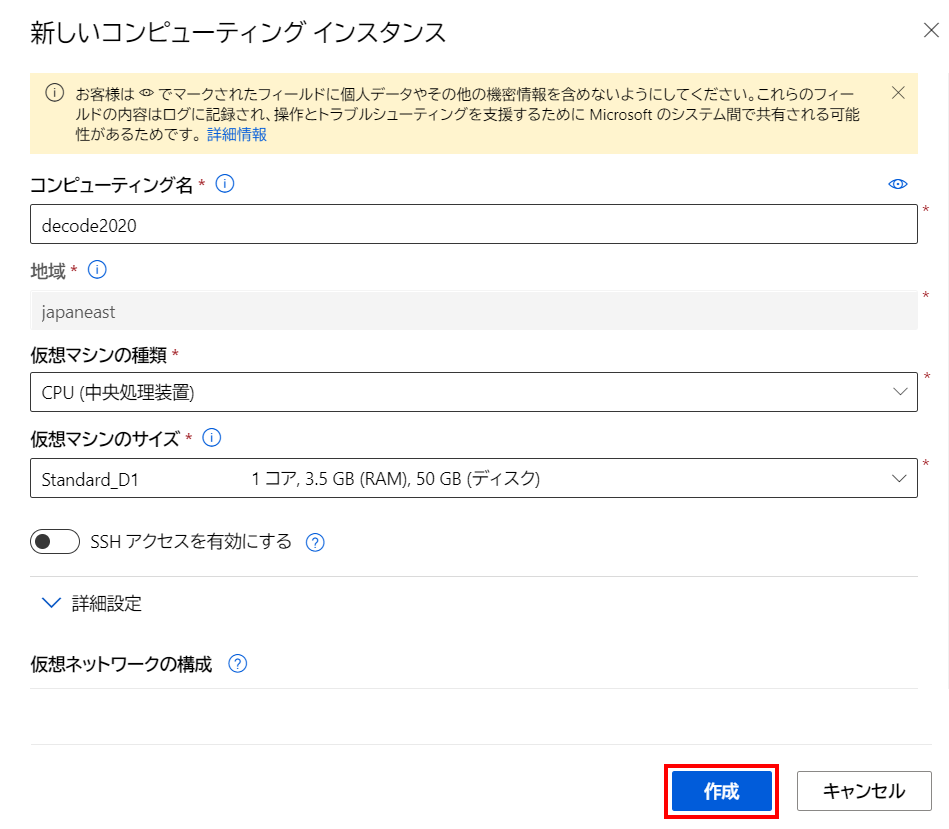 新しいコンピューティング インスタンス
お客様は 👁 でマークされたフィールドに個人データやその他の機密情報を含めないようにしてください。これらのフィー
ルドの内容はログに記録され、操作とトラブルシューティングを支援するために Microsoft のシステム間で共有される可能
性があるためです。 詳細情報
コンピューティング名 *
decode2020 *
地域 *
japaneast *
仮想マシンの種類 *
CPU (中央処理装置) *
仮想マシンのサイズ *
Standard_D1 1 コア, 3.5 GB (RAM), 50 GB (ディスク) *
SSH アクセスを有効にする
詳細設定
仮想ネットワークの構成
作成 キャンセル